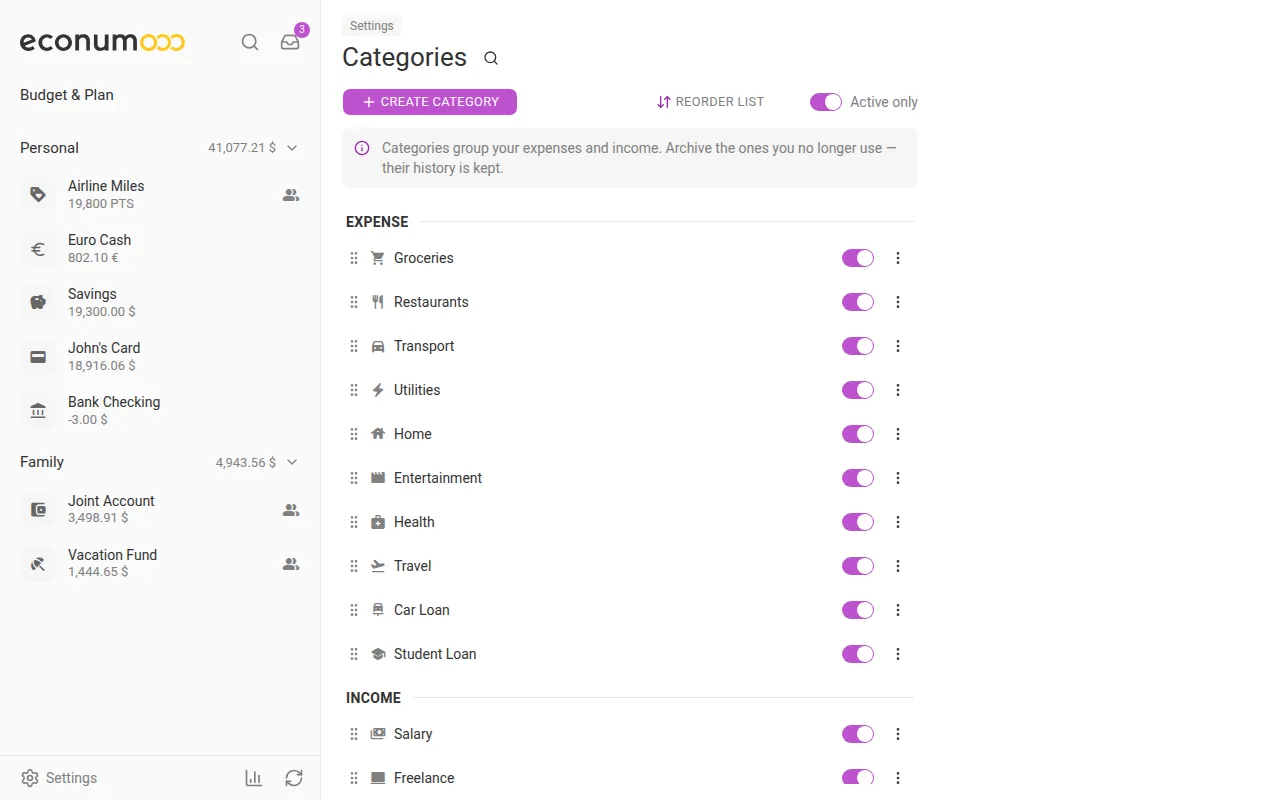 econumo
3
Budget & Plan
Personal 41,077.21 $
Airline Miles
19,800 PTS
Euro Cash
802.10 €
Savings
19,300.00 $
John's Card
18,916.06 $
Bank Checking
-3.00 $
Family 4,943.56 $
Joint Account
3,498.91 $
Vacation Fund
1,444.65 $
Settings
Settings
Categories
CREATE CATEGORY
REORDER LIST
Active only
Categories group your expenses and income. Archive the ones you no longer use —
their history is kept.
EXPENSE
Groceries
Restaurants
Transport
Utilities
Home
Entertainment
Health
Travel
Car Loan
Student Loan
INCOME
Salary
Freelance